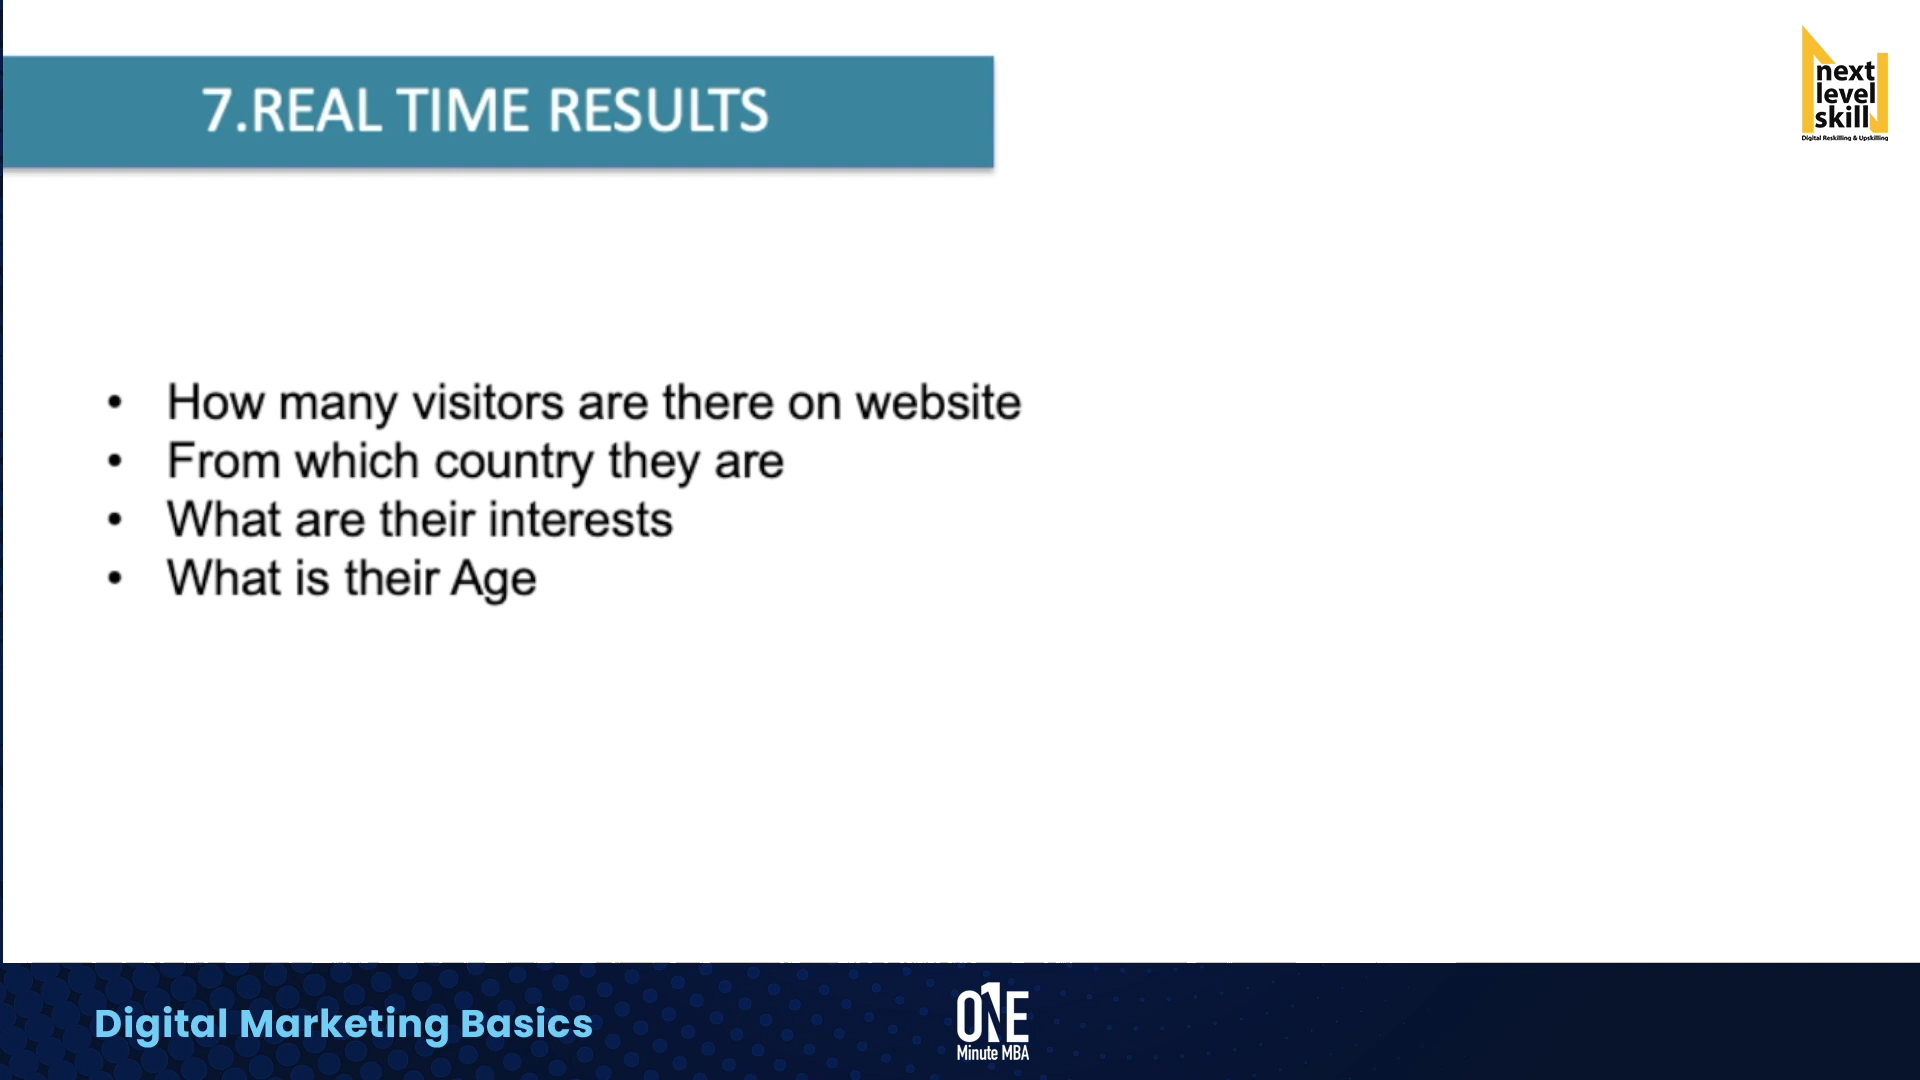 7.REAL TIME RESULTS
next
level
skill
Digital Reskilling & Upskilling
• How many visitors are there on website
• From which country they are
• What are their interests
• What is their Age
Digital Marketing Basics
ONE
Minute MBA